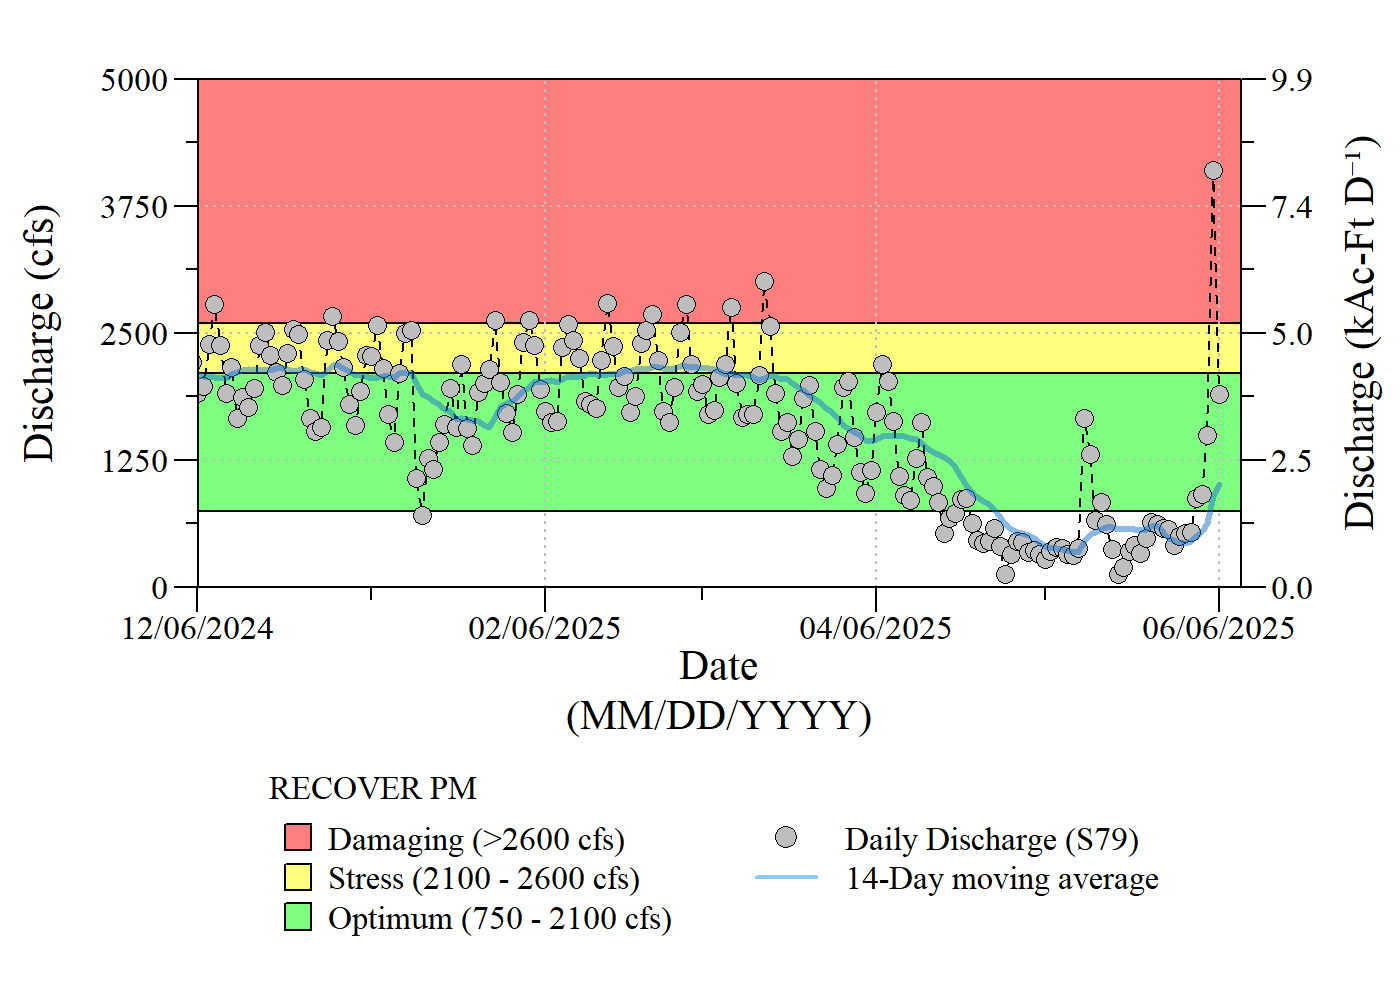 5000
3750
2500
1250
0
9.9
7.4
5.0
2.5
0.0
Discharge (cfs)
Discharge (kAc-Ft D⁻¹)
12/06/2024
02/06/2025
04/06/2025
06/06/2025
Date
(MM/DD/YYYY)
RECOVER PM
Damaging (>2600 cfs)
Stress (2100 - 2600 cfs)
Optimum (750 - 2100 cfs)
Daily Discharge (S79)
14-Day moving average